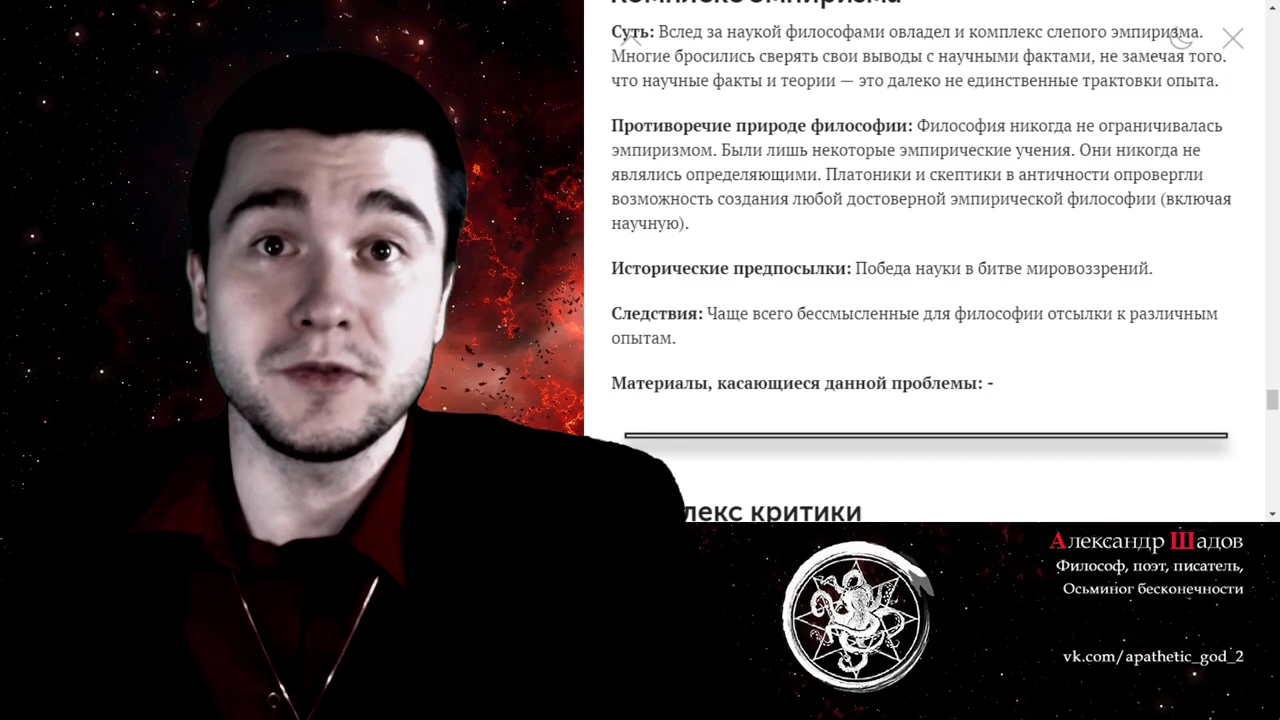 Комплекс эмпиризма
Суть: Вслед за наукой философами овладел и комплекс слепого эмпиризма.
Многие бросились сверять свои выводы с научными фактами, не замечая того.
что научные факты и теории — это далеко не единственные трактовки опыта.
Противоречие природе философии: Философия никогда не ограничивалась
эмпиризмом. Были лишь некоторые эмпирические учения. Они никогда не
являлись определяющими. Платоники и скептики в античности опровергли
возможность создания любой достоверной эмпирической философии (включая
научную).
Исторические предпосылки: Победа науки в битве мировоззрений.
Следствия: Чаще всего бессмысленные для философии отсылки к различным
опытам.
Материалы, касающиеся данной проблемы: -
лекс критики
Александр Шадов
Философ, поэт, писатель,
Осьминог бесконечности
vk.com/apathetic_god_2